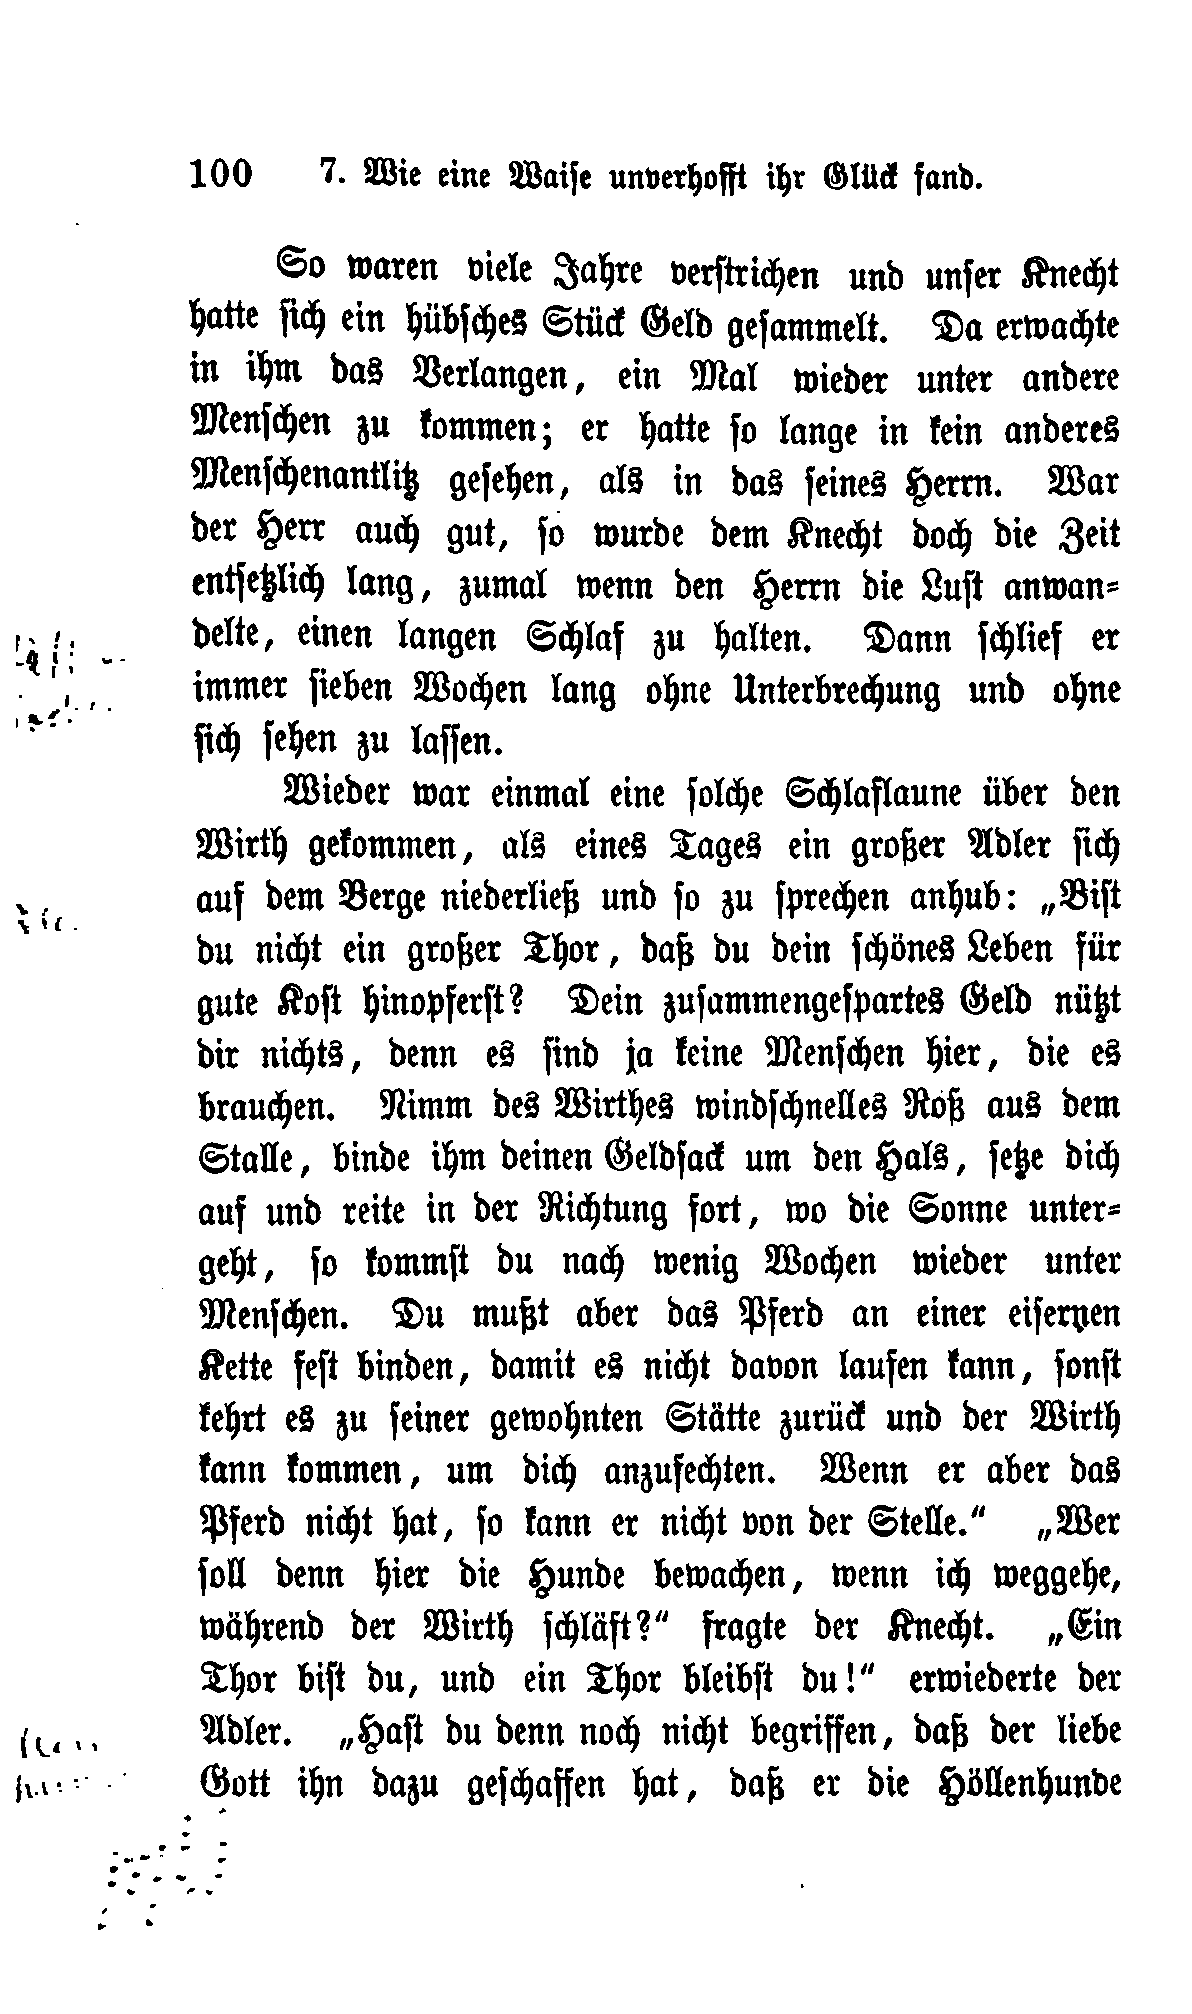 100 7. Wie eine Waise unverhofft ihr Glück fand.
So waren viele Jahre verstrichen und unser Knecht
hatte sich ein hübsches Stück Geld gesammelt. Da erwachte
in ihm das Verlangen, ein Mal wieder unter andere
Menschen zu kommen; er hatte so lange in kein anderes
Menschenantlitz gesehen, als in das seines Herrn. War
der Herr auch gut, so wurde dem Knecht doch die Zeit
entsetzlich lang, zumal wenn den Herrn die Lust anwan-
delte, einen langen Schlaf zu halten. Dann schlief er
immer sieben Wochen lang ohne Unterbrechung und ohne
sich sehen zu lassen.
Wieder war einmal eine solche Schlaflaune über den
Wirth gekommen, als eines Tages ein großer Adler sich
auf dem Berge niederließ und so zu sprechen anhub: „Bist
du nicht ein großer Thor, daß du dein schönes Leben für
gute Kost hinopferst? Dein zusammengespartes Geld nützt
dir nichts, denn es sind ja keine Menschen hier, die es
brauchen. Nimm des Wirthes windschnelles Roß aus dem
Stalle, binde ihm deinen Geldsack um den Hals, setze dich
auf und reite in der Richtung fort, wo die Sonne unter-
geht, so kommst du nach wenig Wochen wieder unter
Menschen. Du mußt aber das Pferd an einer eisernen
Kette fest binden, damit es nicht davon laufen kann, sonst
kehrt es zu seiner gewohnten Stätte zurück und der Wirth
kann kommen, um dich anzufechten. Wenn er aber das
Pferd nicht hat, so kann er nicht von der Stelle.“ „Wer
soll denn hier die Hunde bewachen, wenn ich weggehe,
während der Wirth schläft?“ fragte der Knecht. „Ein
Thor bist du, und ein Thor bleibst du!“ erwiederte der
Adler. „Hast du denn noch nicht begriffen, daß der liebe
Gott ihn dazu geschaffen hat, daß er die Höllenhunde